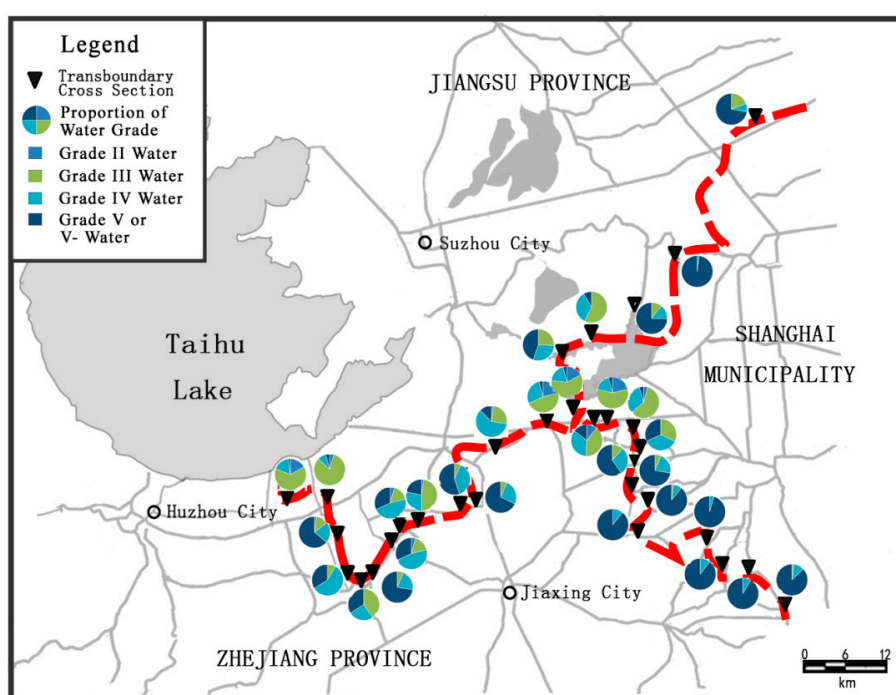 Legend
Transboundary
Cross Section
Proportion of
Water Grade
Grade II Water
Grade III Water
Grade IV Water
Grade V or
V- Water
JIANGSU PROVINCE
Suzhou City
Taihu
Lake
SHANGHAI
MUNICIPALITY
Huzhou City
Jiaxing City
ZHEJIANG PROVINCE
0 6 12
km